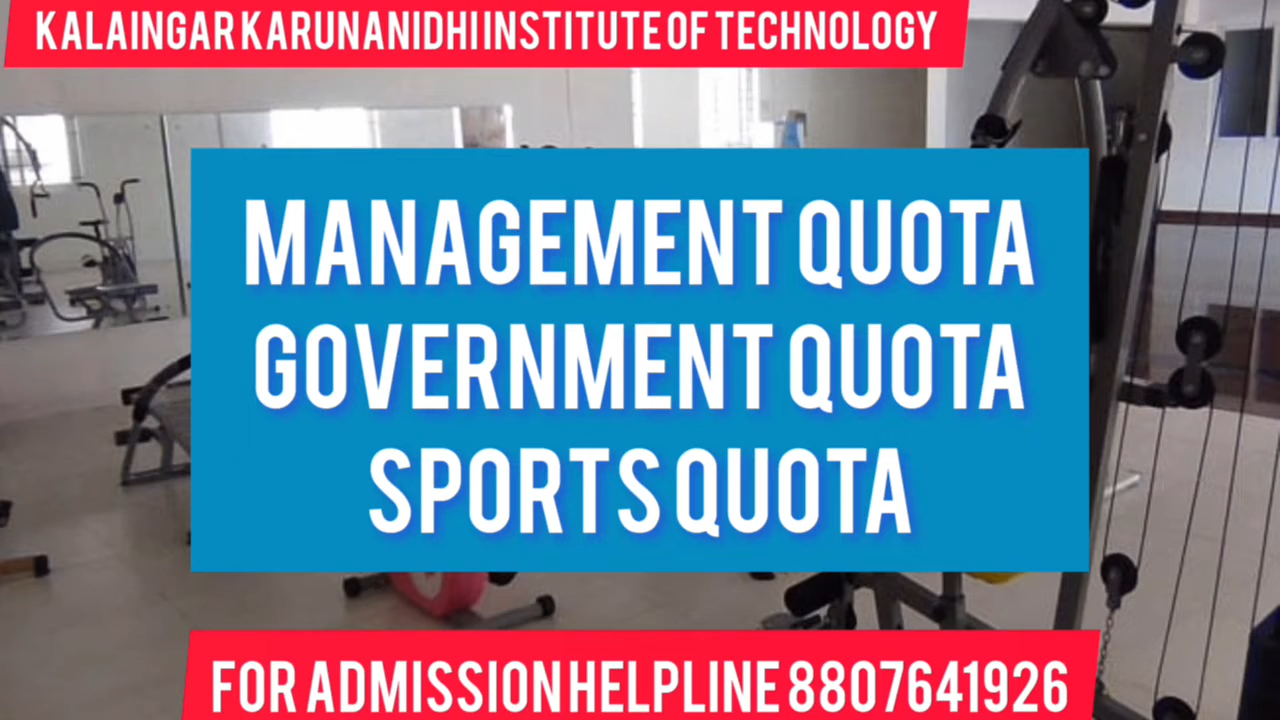 KALAINGAR KARUNANIDHI INSTITUTE OF TECHNOLOGY
MANAGEMENT QUOTA
GOVERNMENT QUOTA
SPORTS QUOTA
FOR ADMISSION HELPLINE 8807641926